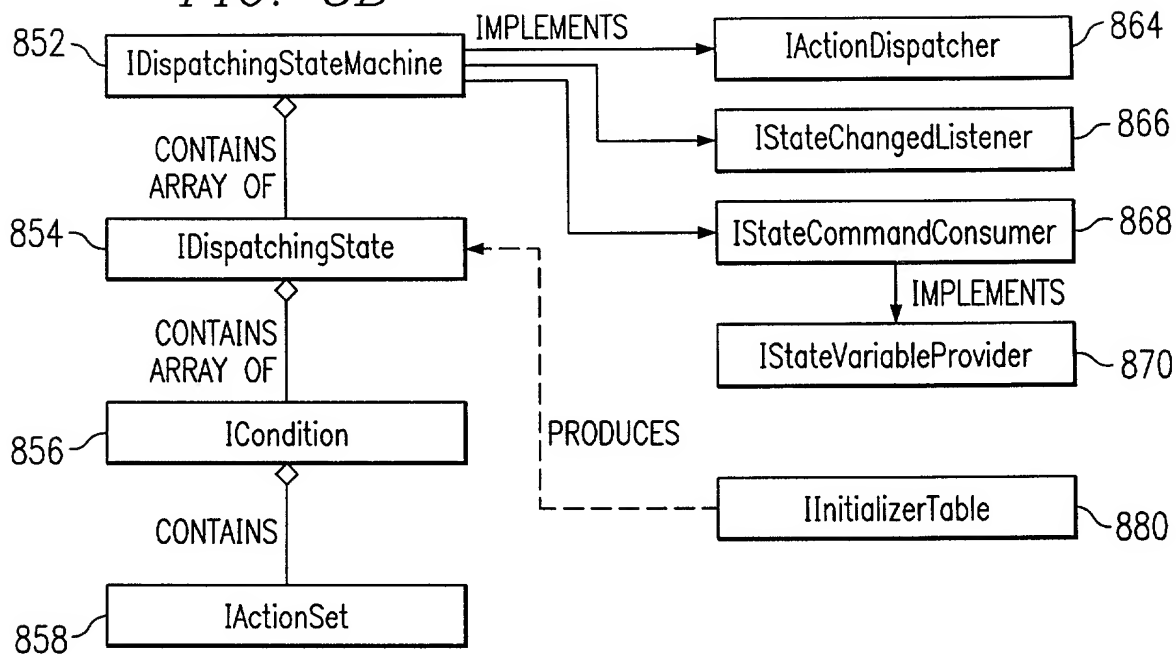 852
IDispatchingStateMachine
IMPLEMENTS
IActionDispatcher
864
CONTAINS
ARRAY OF
IStateChangedListener
866
854
IDispatchingState
IStateCommandConsumer
868
IMPLEMENTS
CONTAINS
ARRAY OF
IStateVariableProvider
870
856
ICondition
PRODUCES
CONTAINS
IInitializerTable
880
858
IActionSet